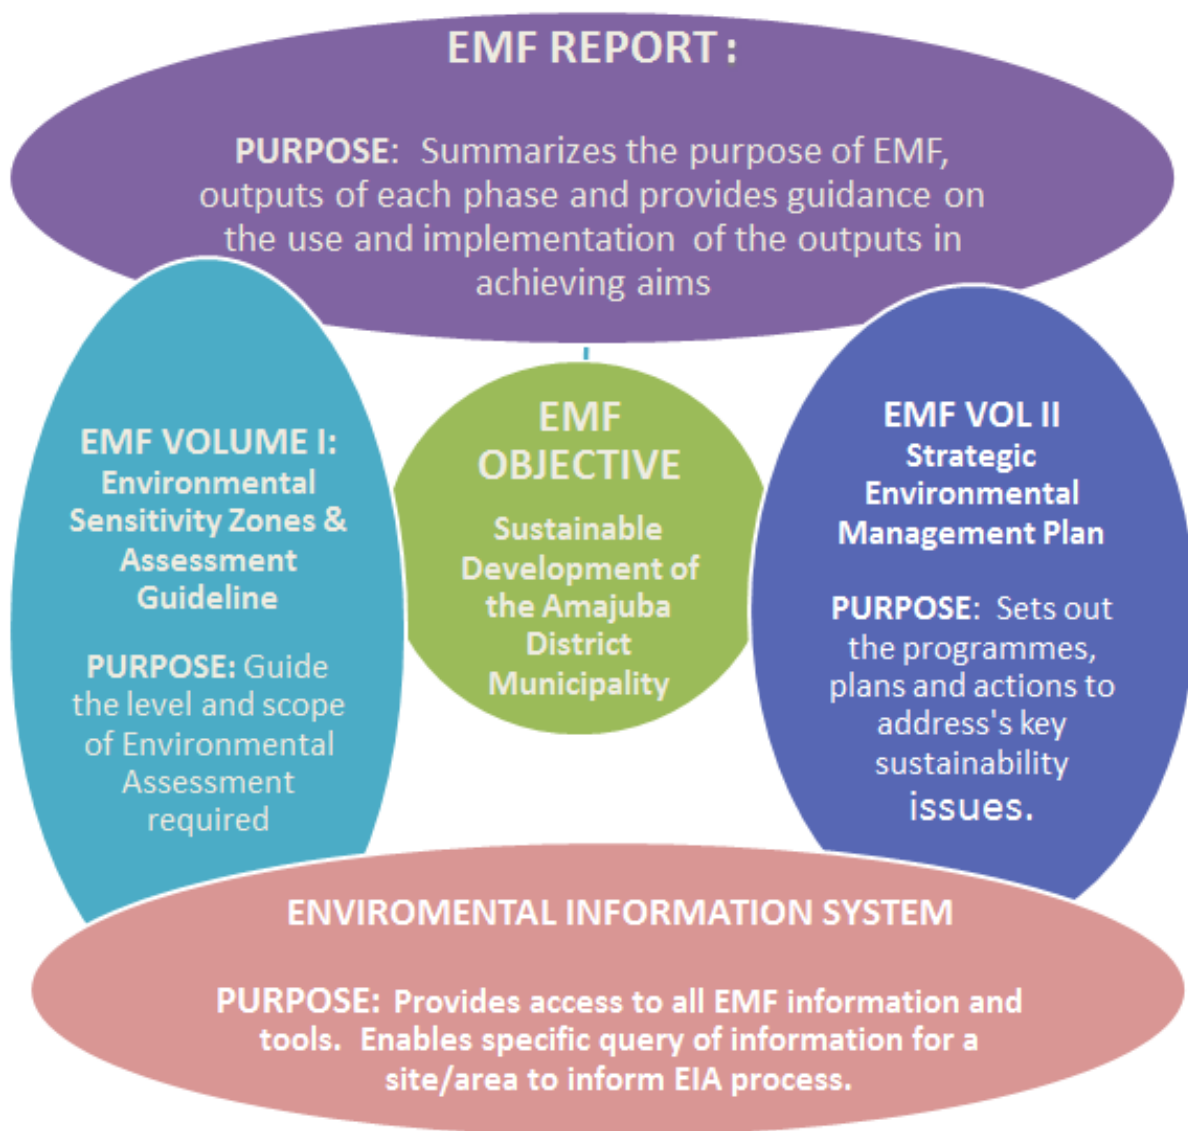 EMF REPORT :
PURPOSE: Summarizes the purpose of EMF,
outputs of each phase and provides guidance on
the use and implementation of the outputs in
achieving aims
EMF VOLUME I:
Environmental
Sensitivity Zones &
Assessment
Guideline
PURPOSE: Guide
the level and scope
of Environmental
Assessment
required
EMF
OBJECTIVE
Sustainable
Development of
the Amajuba
District
Municipality
EMF VOL II
Strategic
Environmental
Management Plan
PURPOSE: Sets out
the programmes,
plans and actions to
address's key
sustainability
issues.
ENVIROMENTAL INFORMATION SYSTEM
PURPOSE: Provides access to all EMF information and
tools. Enables specific query of information for a
site/area to inform EIA process.